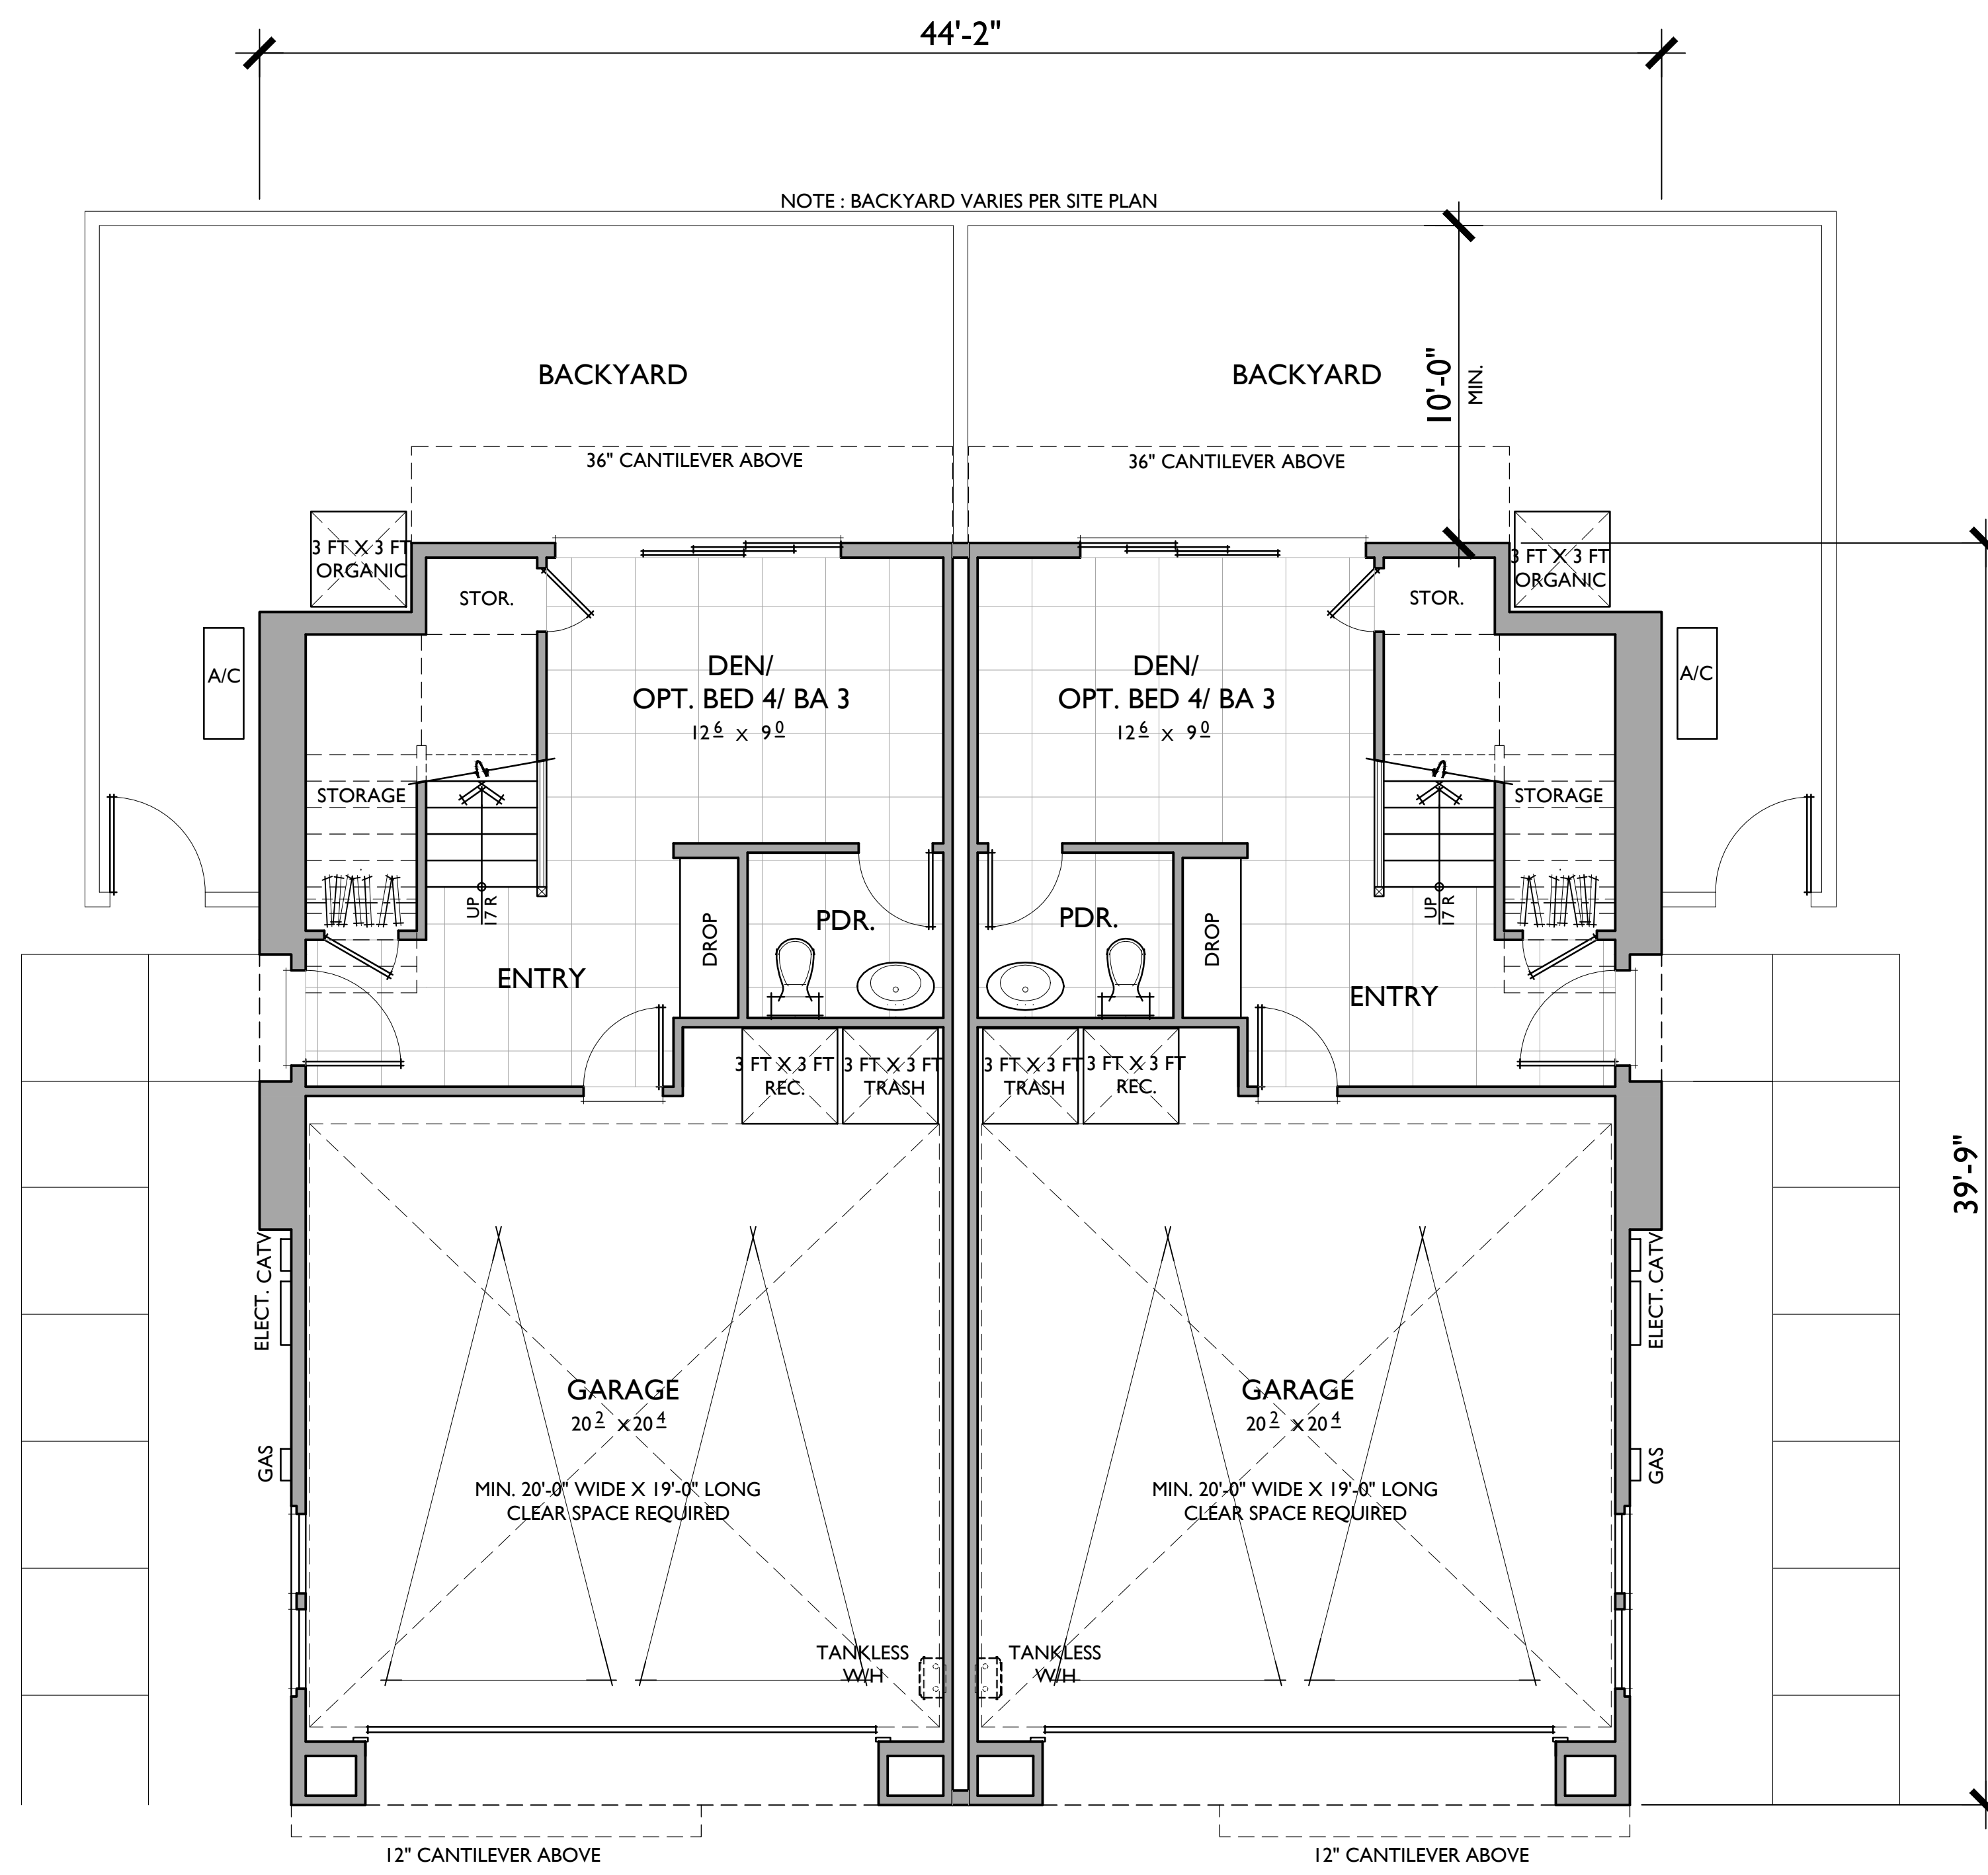 44'-2"
NOTE : BACKYARD VARIES PER SITE PLAN
BACKYARD
BACKYARD
10'-0"
MIN.
36" CANTILEVER ABOVE
36" CANTILEVER ABOVE
3 FT X 3 FT
ORGANIC
3 FT X 3 FT
ORGANIC
STOR.
STOR.
A/C
A/C
DEN/
OPT. BED 4/ BA 3
12 6 X 9 0
DEN/
OPT. BED 4/ BA 3
12 6 X 9 0
STORAGE
STORAGE
UP
17 R
UP
17 R
DROP
DROP
PDR.
PDR.
ENTRY
ENTRY
3 FT X 3 FT
REC.
3 FT X 3 FT
TRASH
3 FT X 3 FT
TRASH
3 FT X 3 FT
REC.
39'-9"
ELECT. CATV
ELECT. CATV
GARAGE
20 2 X 20 4
GARAGE
20 2 X 20 4
GAS
GAS
MIN. 20'-0" WIDE X 19'-0" LONG
CLEAR SPACE REQUIRED
MIN. 20'-0" WIDE X 19'-0" LONG
CLEAR SPACE REQUIRED
TANKLESS
W/H
TANKLESS
W/H
12" CANTILEVER ABOVE
12" CANTILEVER ABOVE